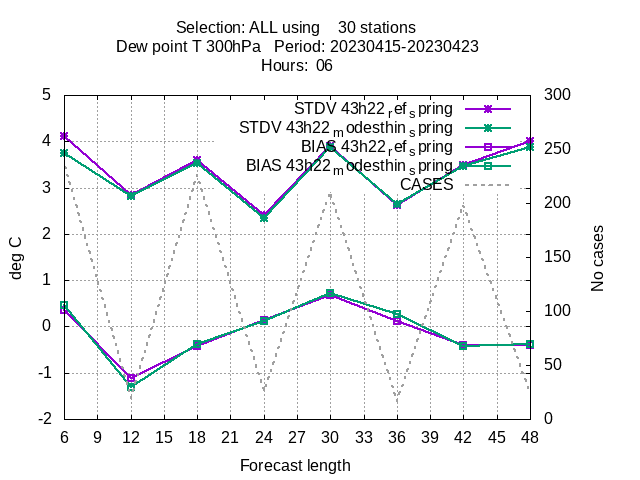 Selection: ALL using    30 stations
Dew point T 300hPa   Period: 20230415-20230423
Hours:  06
STDV 43h22_ref_spring
STDV 43h22_modesthin_spring
BIAS 43h22_ref_spring
BIAS 43h22_modesthin_spring
CASES
5
4
3
2
1
0
-1
-2
deg C
300
250
200
150
100
50
0
No cases
6 9 12 15 18 21 24 27 30 33 36 39 42 45 48
Forecast length